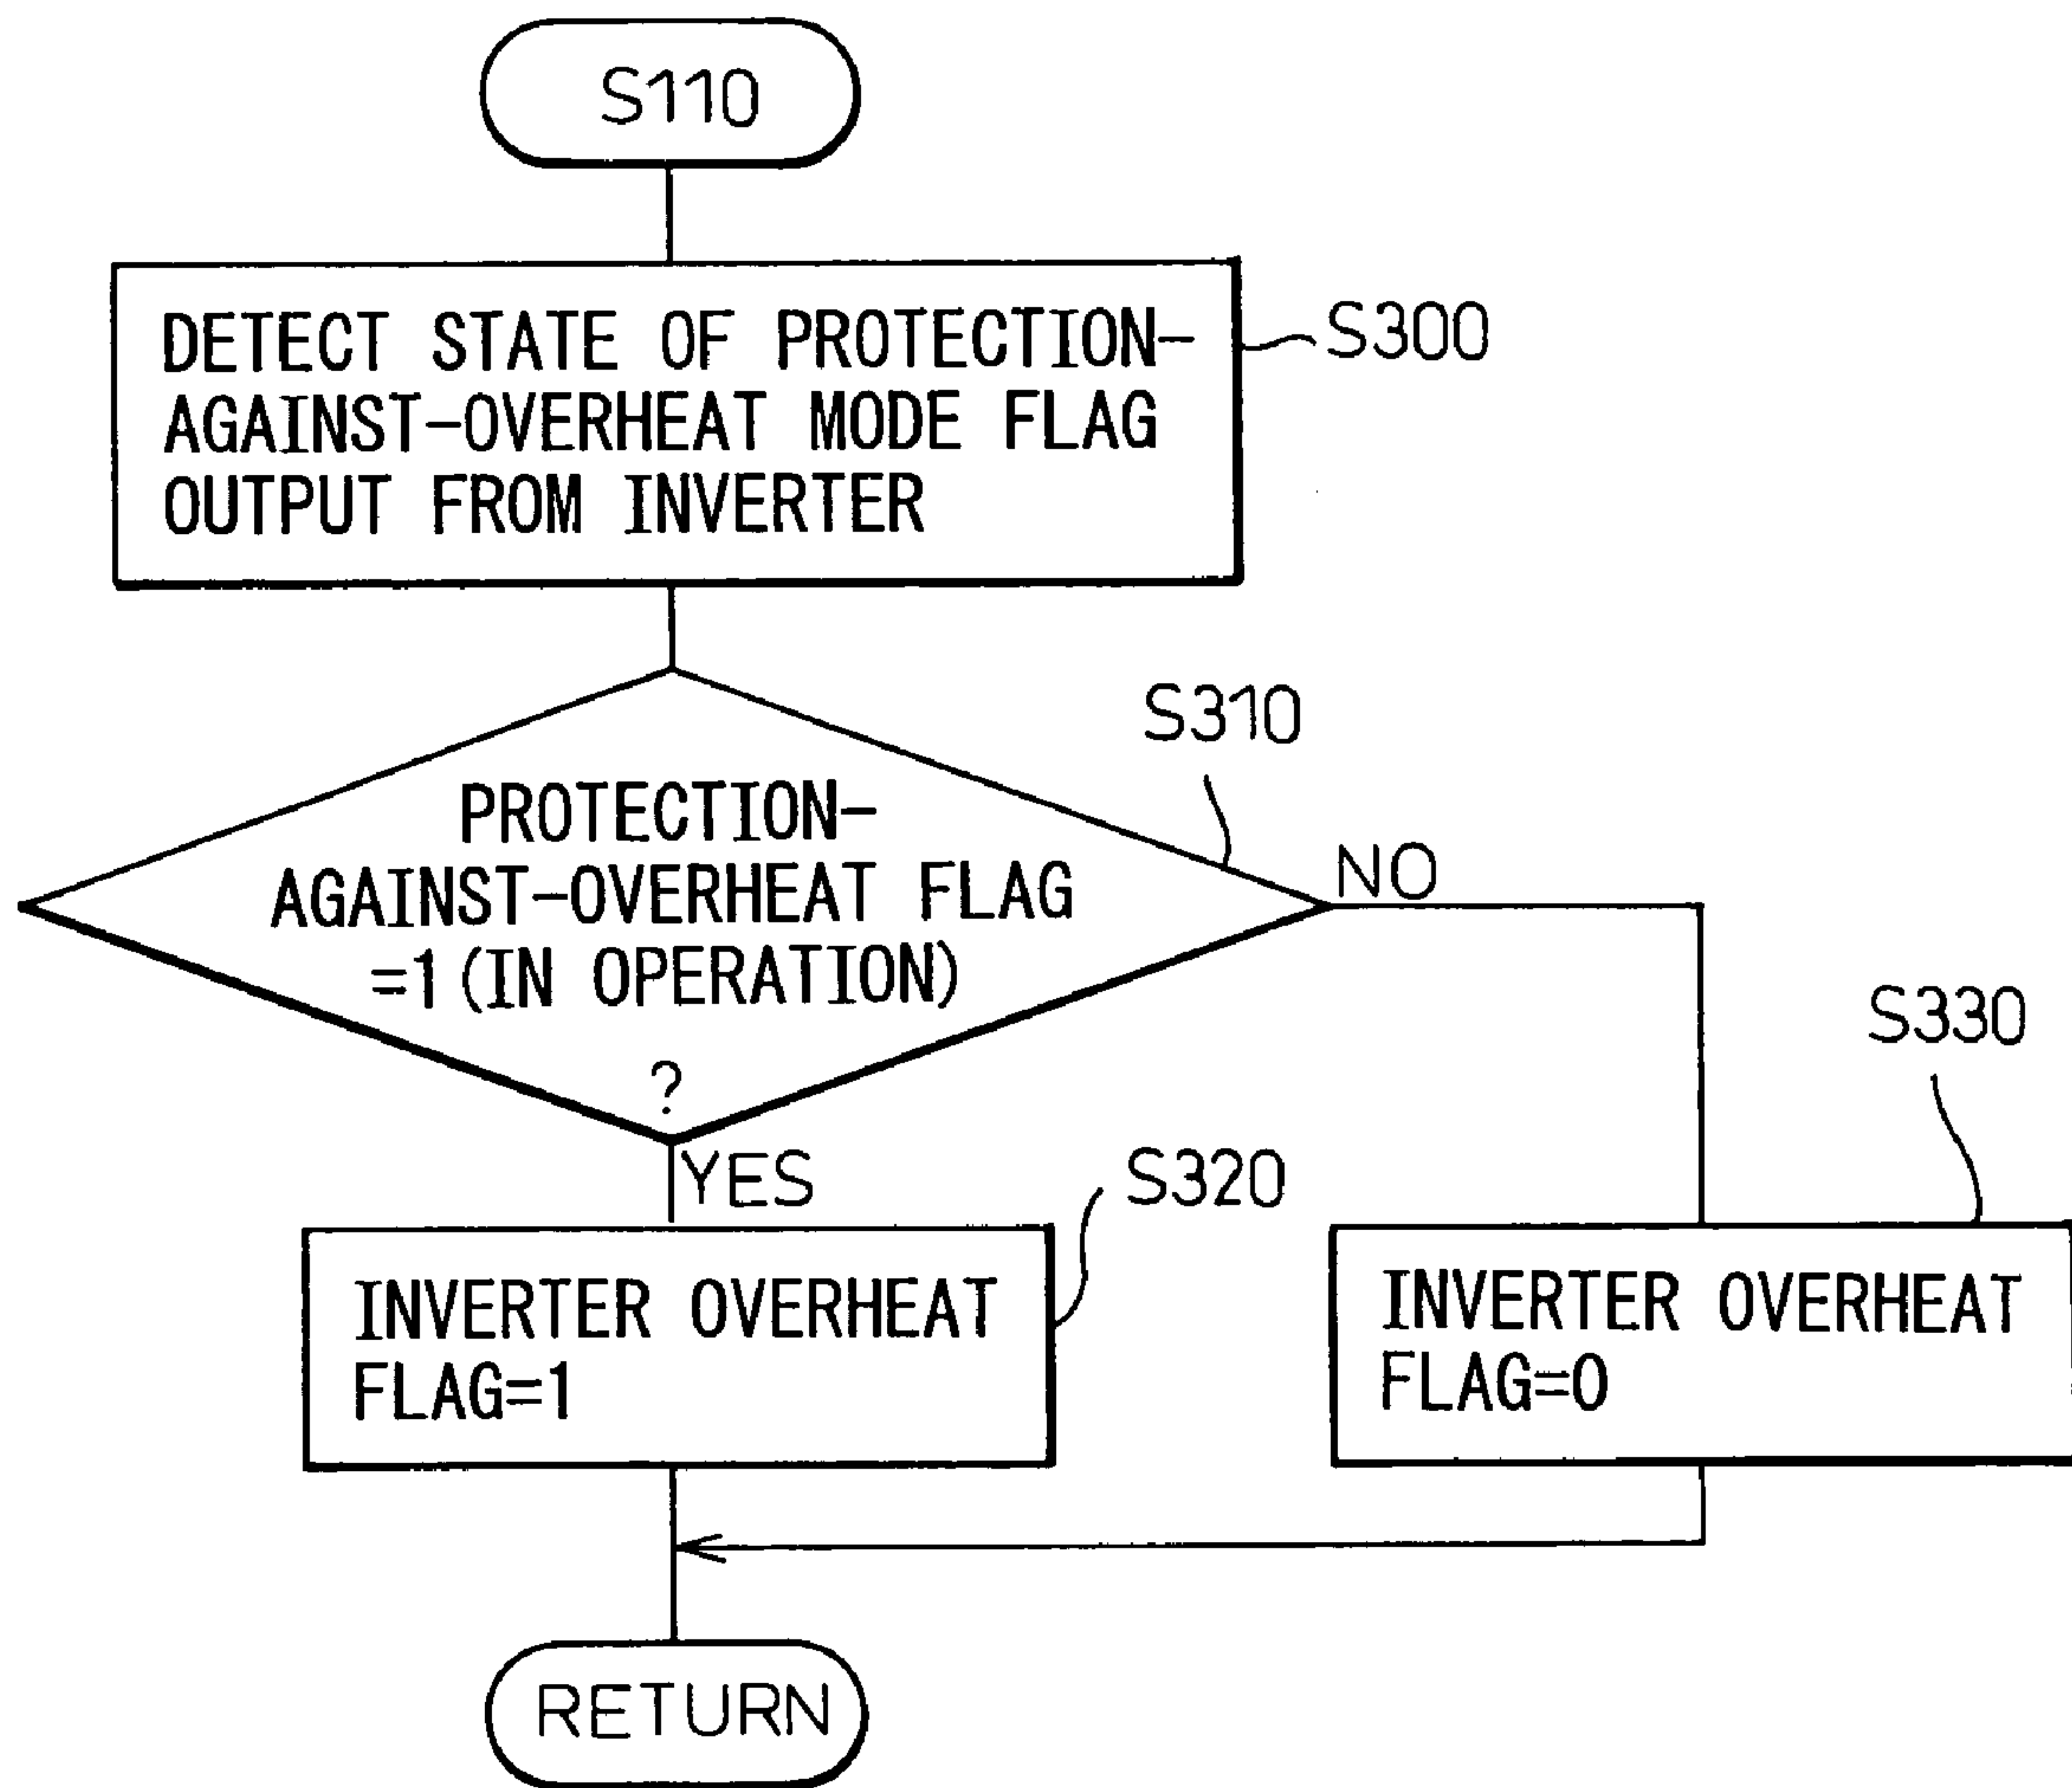 S110
DETECT STATE OF PROTECTION-
AGAINST-OVERHEAT MODE FLAG
OUTPUT FROM INVERTER
S300
S310
PROTECTION-
AGAINST-OVERHEAT FLAG
=1 (IN OPERATION)
?
NO
YES
S320
S330
INVERTER OVERHEAT
FLAG=1
INVERTER OVERHEAT
FLAG=0
RETURN